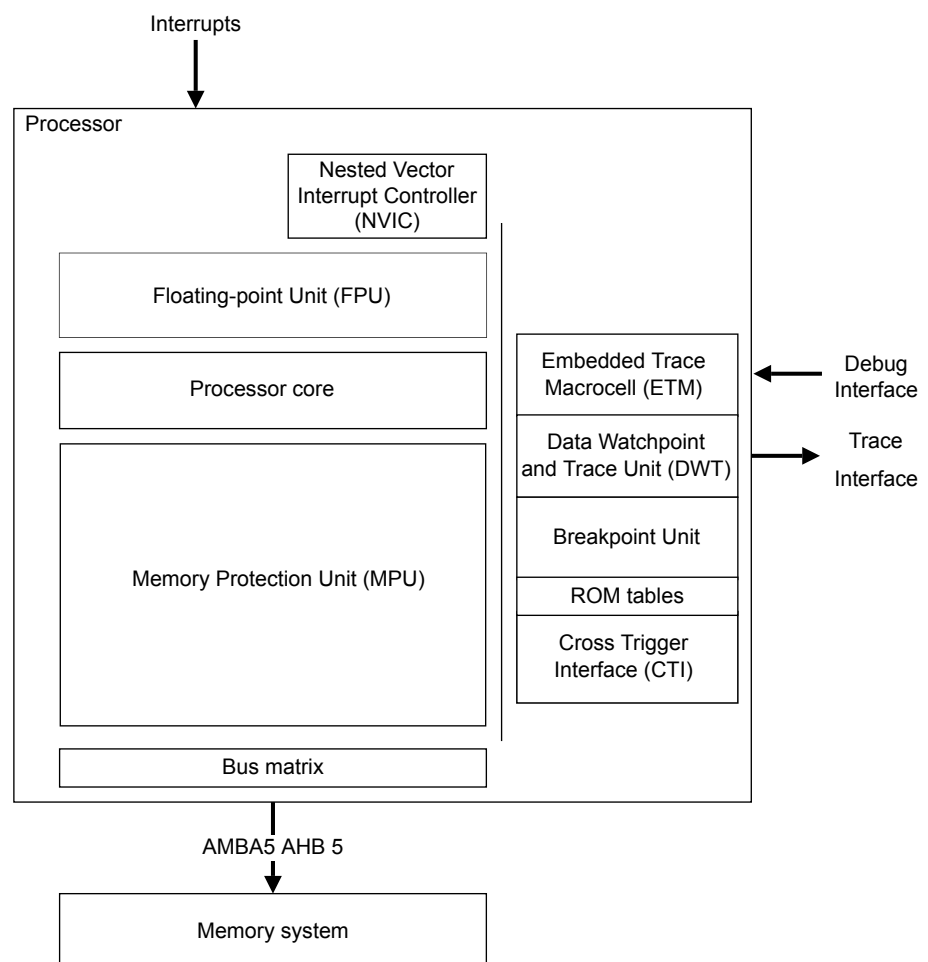 Interrupts
Processor
Nested Vector
Interrupt Controller
(NVIC)
Floating-point Unit (FPU)
Processor core
Memory Protection Unit (MPU)
Bus matrix
Embedded Trace
Macrocell (ETM)
Data Watchpoint
and Trace Unit (DWT)
Breakpoint Unit
ROM tables
Cross Trigger
Interface (CTI)
Debug
Interface
Trace
Interface
AMBA5 AHB 5
Memory system